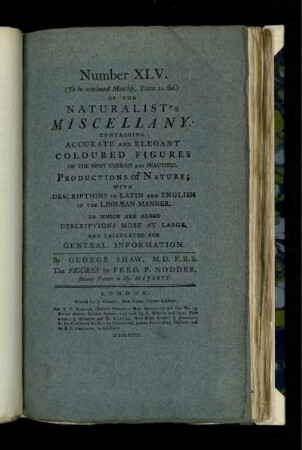 Number XLV.
(To be continued Monthly, Price 2s. 6d.)
OF THE
NATURALIST's
MISCELLANY:
CONTAINING
ACCURATE AND ELEGANT
COLOURED FIGURES
OF THE MOST CURIOUS AND BEAUTIFUL
PRODUCTIONS OF NATURE;
WITH
DESCRIPTIONS IN LATIN AND ENGLISH
IN THE LINNÆAN MANNER.
TO WHICH ARE ADDED
DESCRIPTIONS MORE AT LARGE,
AND CALCULATED FOR
GENERAL INFORMATION.
By GEORGE SHAW, M.D. F.R.S.
The FIGURES by FRED. P. NODDER,
Botanic Painter to Her MAJESTY.
LONDON:
Printed by J.